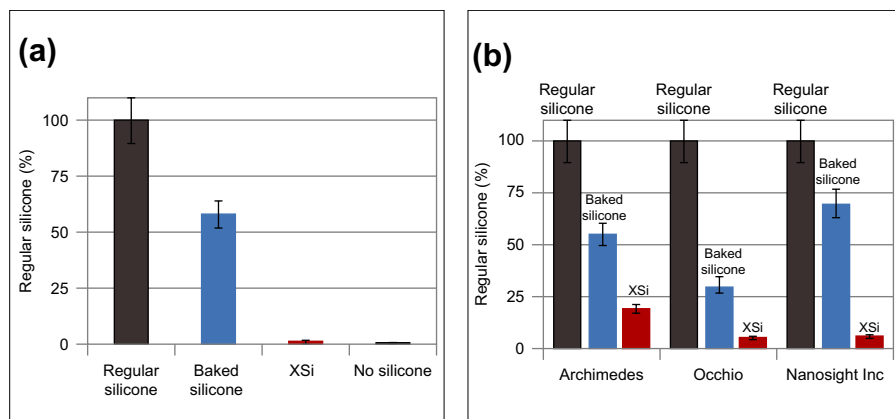 (a)
Regular silicone (%)
100
75
50
25
0
Regular
silicone
Baked
silicone
XSi
No silicone
(b)
Regular silicone (%)
100
75
50
25
0
Regular
silicone
Regular
silicone
Regular
silicone
Baked
silicone
XSi
Baked
silicone
XSi
Baked
silicone
XSi
Archimedes
Occhio
Nanosight Inc